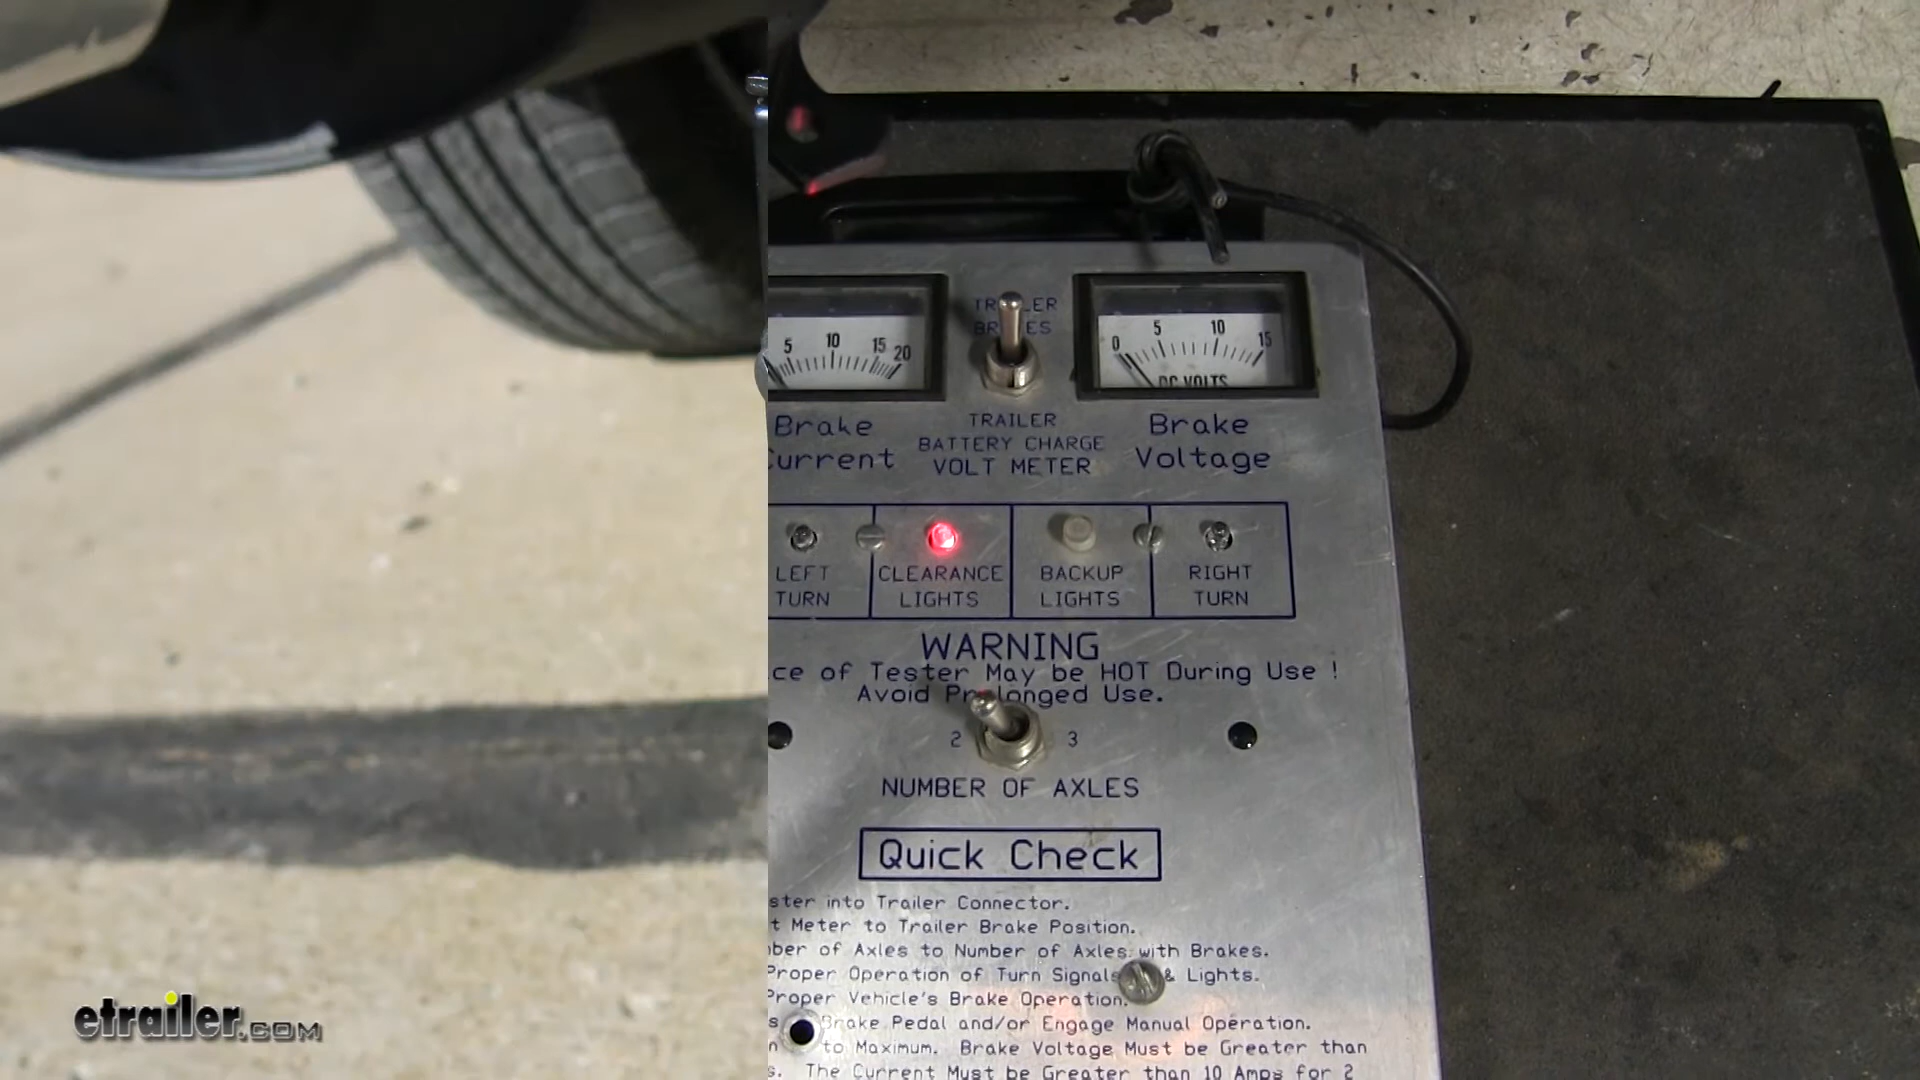 TRAILER
BRAKES
5 10 15 20
0 5 10 15
DC VOLTS
Brake
Current
TRAILER
BATTERY CHARGE
VOLT METER
Brake
Voltage
LEFT
TURN
CLEARANCE
LIGHTS
BACKUP
LIGHTS
RIGHT
TURN
WARNING
ce of Tester May be HOT During Use !
Avoid Prolonged Use.
2 3
NUMBER OF AXLES
Quick Check
ster into Trailer Connector.
t Meter to Trailer Brake Position.
ber of Axles to Number of Axles with Brakes.
Proper Operation of Turn Signals & Lights.
Proper Vehicle's Brake Operation.
s Brake Pedal and/or Engage Manual Operation.
n to Maximum. Brake Voltage Must be Greater than
s. The Current Must be Greater than 10 Amps for 2
etrailer.com